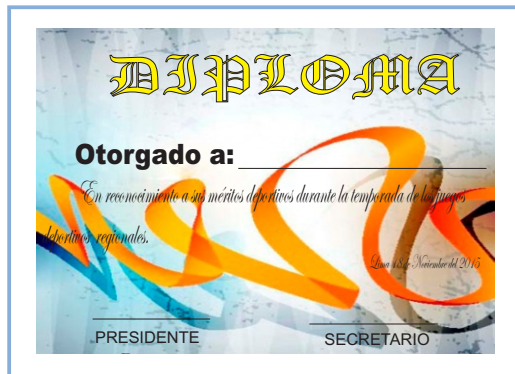 DIPLOMA
Otorgado a:
En reconocimiento a sus méritos deportivos durante la temporada de los juegos
deportivos regionales.
Lima 18 de Noviembre del 2015
PRESIDENTE SECRETARIO